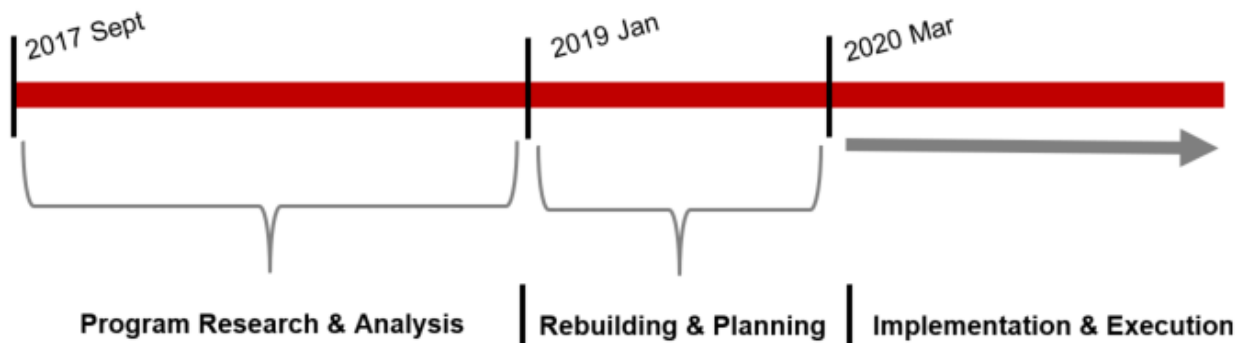 2017 Sept
2019 Jan
2020 Mar
Program Research & Analysis
Rebuilding & Planning
Implementation & Execution